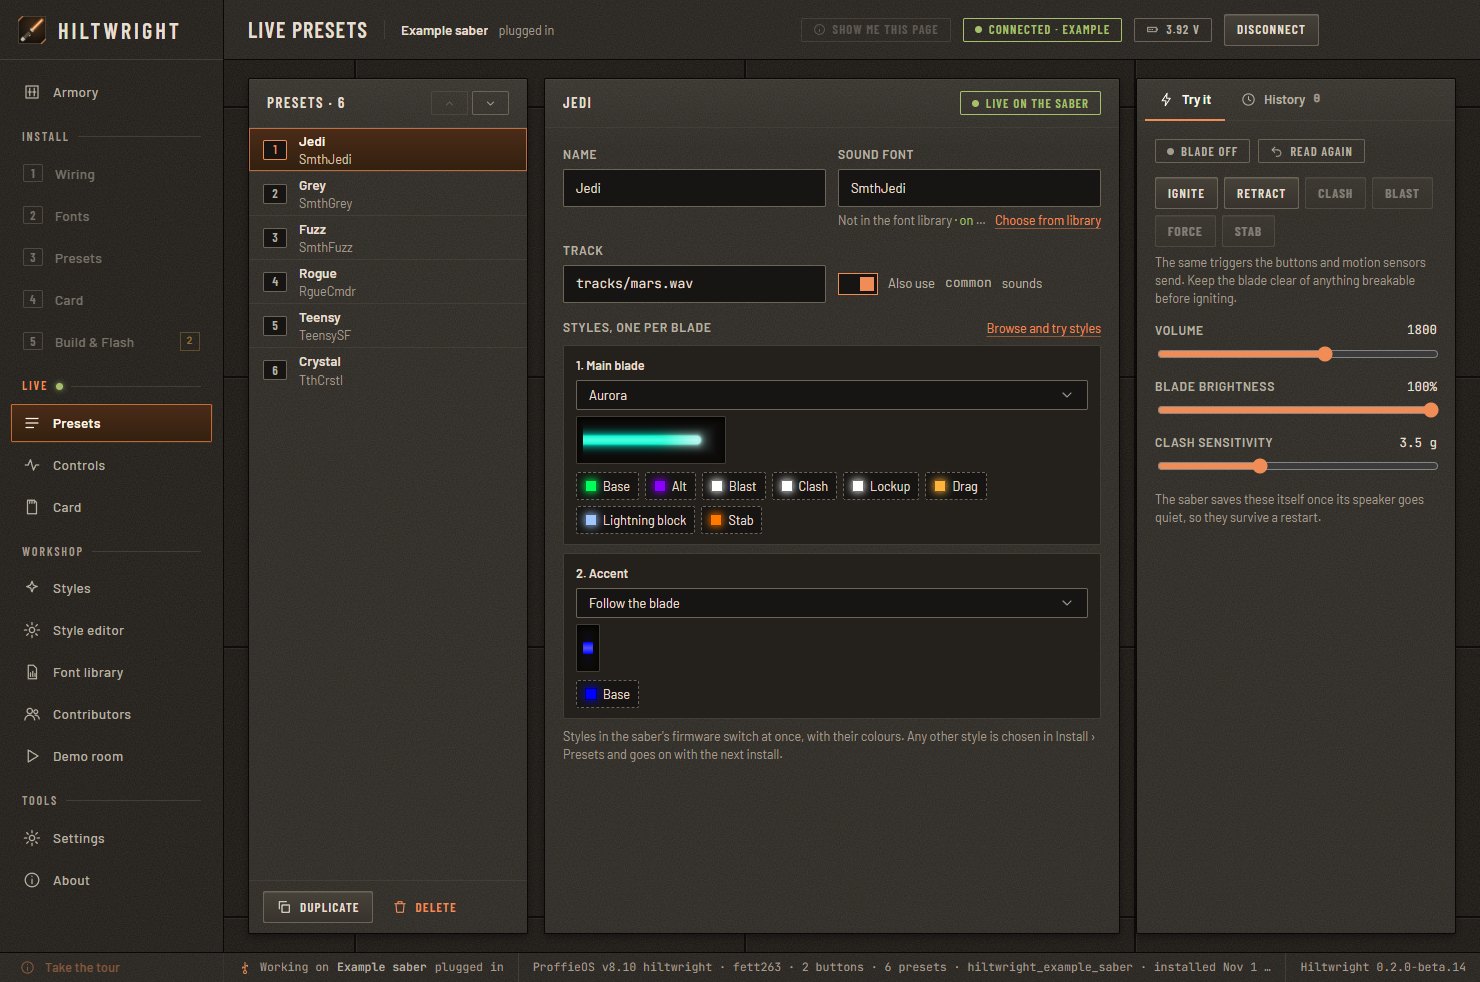 HILTWRIGHT
LIVE PRESETS
Example saber plugged in
SHOW ME THIS PAGE
CONNECTED · EXAMPLE
3.92 V
DISCONNECT
Armory
INSTALL
1 Wiring
2 Fonts
3 Presets
4 Card
5 Build & Flash 2
LIVE
Presets
Controls
Card
WORKSHOP
Styles
Style editor
Font library
Contributors
Demo room
TOOLS
Settings
About
PRESETS · 6
1 Jedi
SmthJedi
2 Grey
SmthGrey
3 Fuzz
SmthFuzz
4 Rogue
RgueCmdr
5 Teensy
TeensySF
6 Crystal
TthCrstl
DUPLICATE
DELETE
JEDI
LIVE ON THE SABER
NAME
SOUND FONT
Jedi
SmthJedi
Not in the font library · on …
Choose from library
TRACK
tracks/mars.wav
Also use common sounds
STYLES, ONE PER BLADE
Browse and try styles
1. Main blade
Aurora
Base
Alt
Blast
Clash
Lockup
Drag
Lightning block
Stab
2. Accent
Follow the blade
Base
Styles in the saber's firmware switch at once, with their colours. Any other style is chosen in Install ›
Presets and goes on with the next install.
Try it
History 0
BLADE OFF
READ AGAIN
IGNITE
RETRACT
CLASH
BLAST
FORCE
STAB
The same triggers the buttons and motion sensors
send. Keep the blade clear of anything breakable
before igniting.
VOLUME 1800
BLADE BRIGHTNESS 100%
CLASH SENSITIVITY 3.5 g
The saber saves these itself once its speaker goes
quiet, so they survive a restart.
Take the tour
Working on Example saber plugged in
ProffieOS v8.10 hiltwright · fett263 · 2 buttons · 6 presets · hiltwright_example_saber · installed Nov 1 …
Hiltwright 0.2.0-beta.14